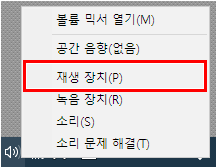 볼륨 믹서 열기(M)
공간 음향(없음)
재생 장치(P)
녹음 장치(R)
소리(S)
소리 문제 해결(T)